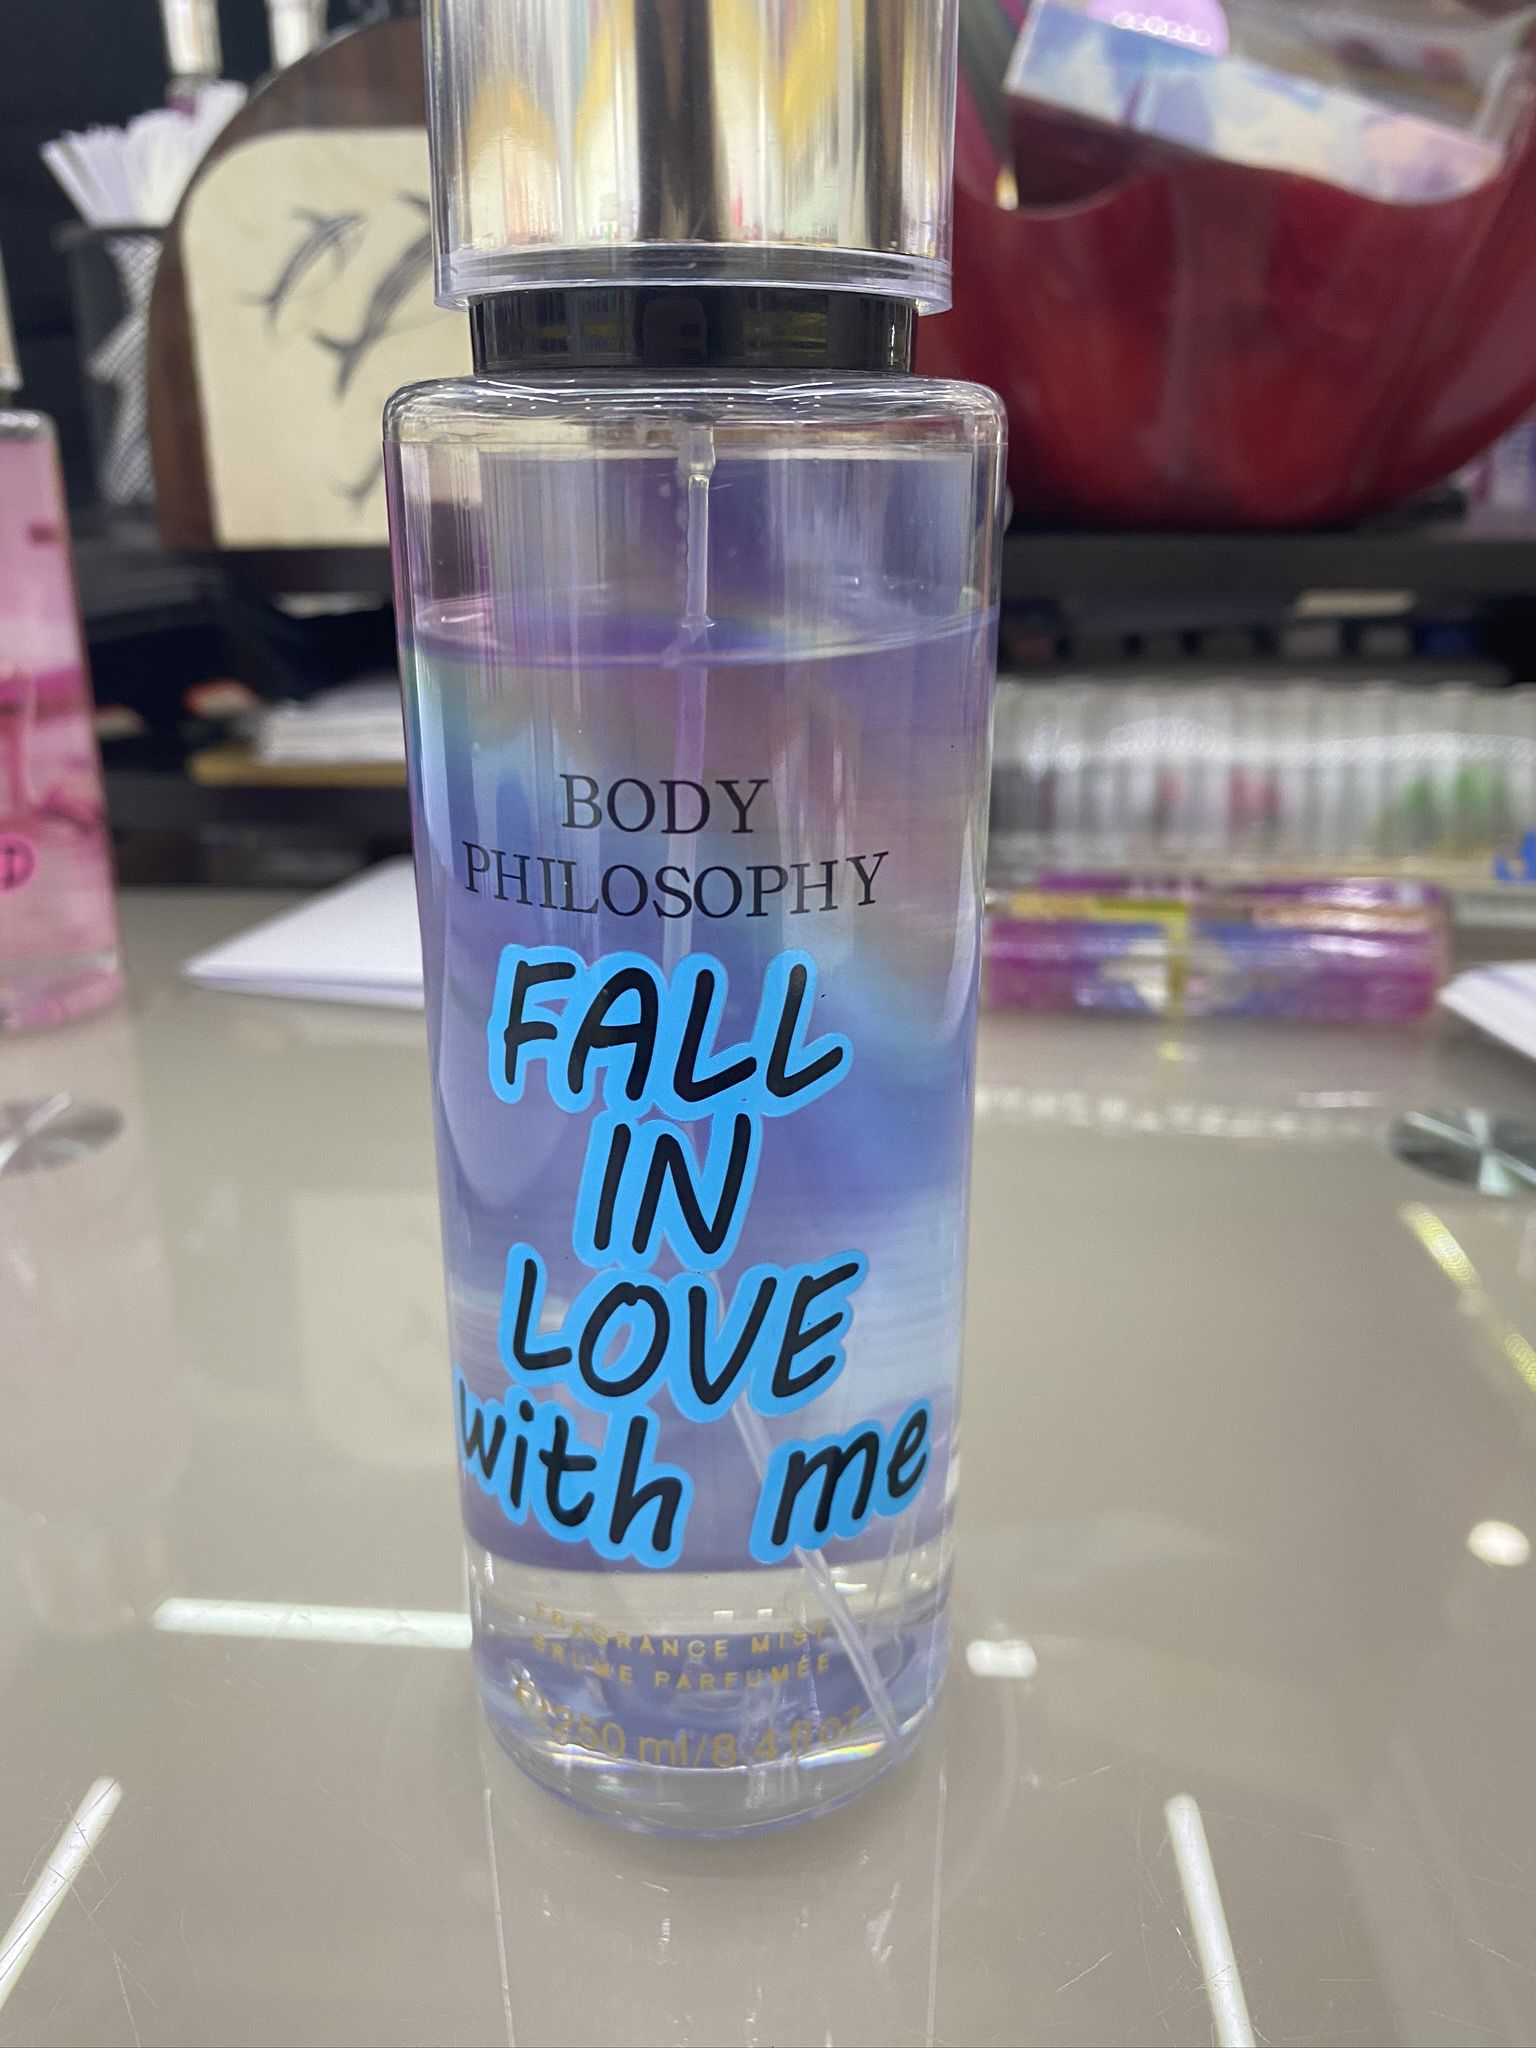 BODY
PHILOSOPHY
FALL
IN
LOVE
with me
FRAGRANCE MIST
BRUME PARFUMÉE
250 ml/8.4 fl oz